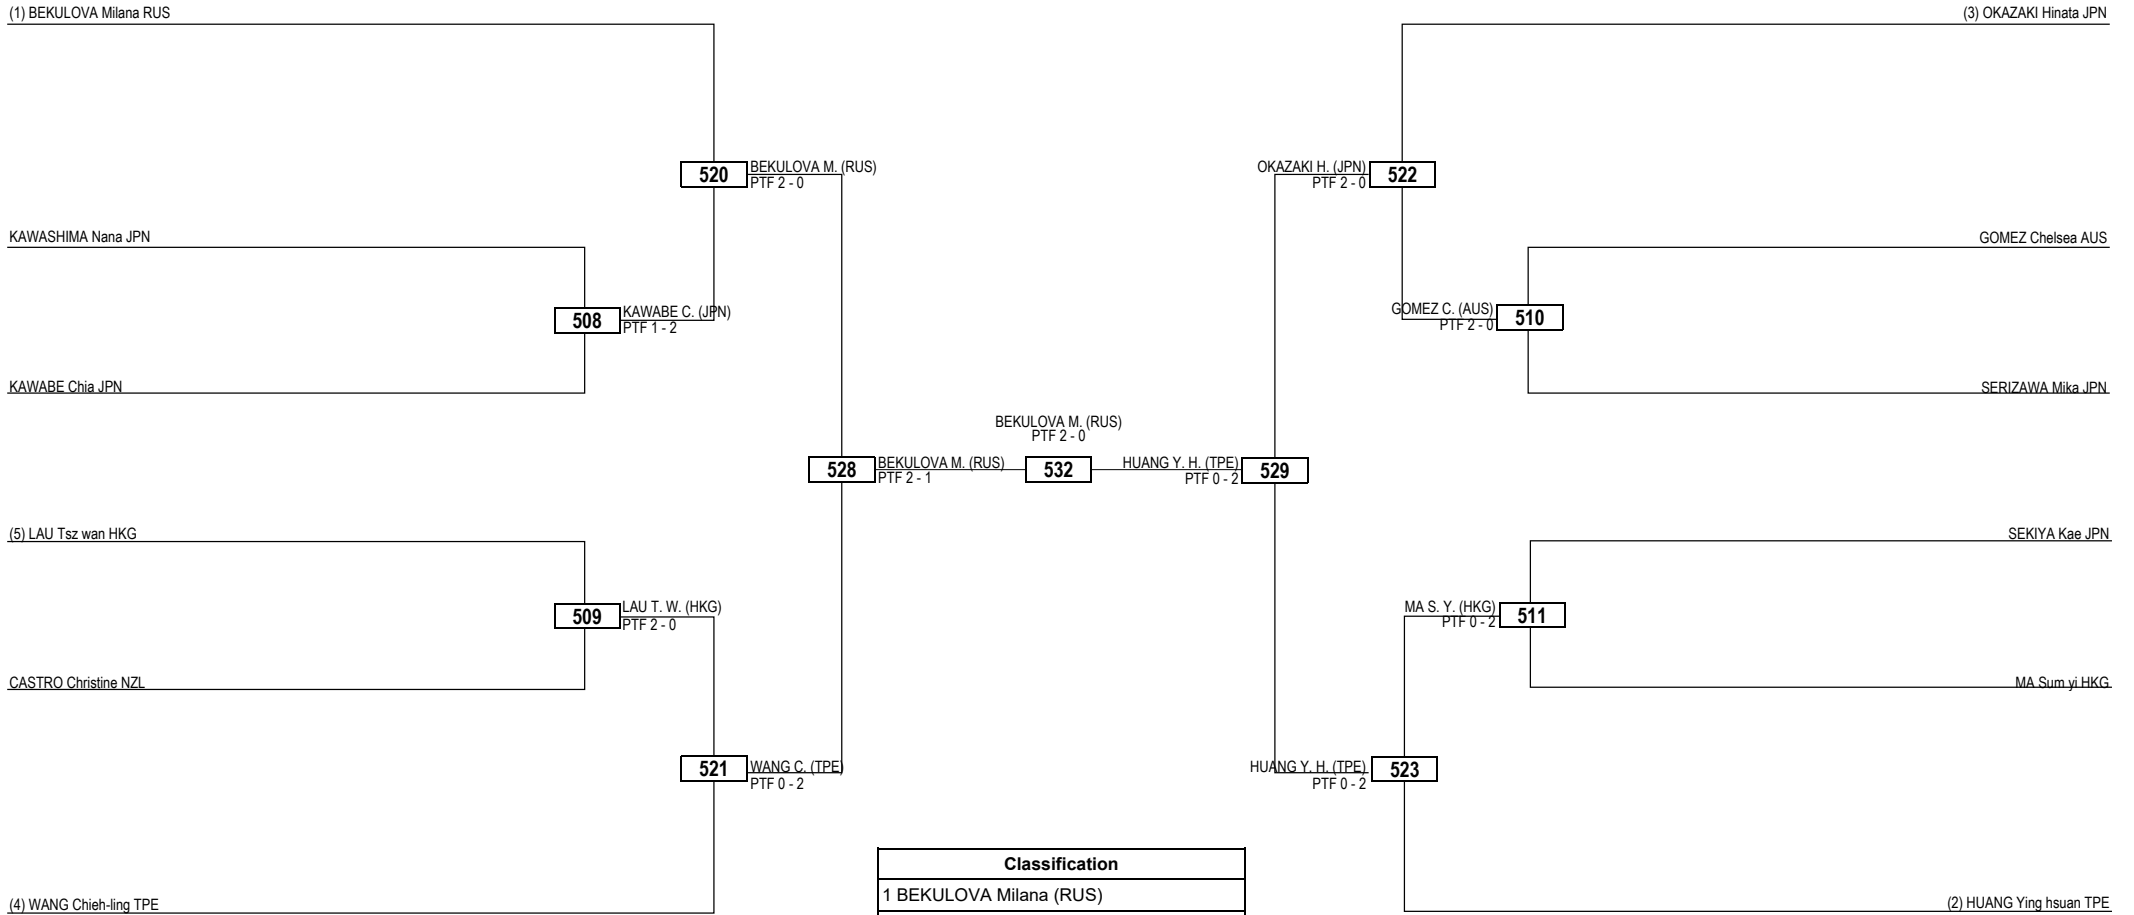 (1) BEKULOVA Milana RUS
(3) OKAZAKI Hinata JPN
520
BEKULOVA M. (RUS)
PTF 2 - 0
OKAZAKI H. (JPN)
PTF 2 - 0
522
KAWASHIMA Nana JPN
GOMEZ Chelsea AUS
508
KAWABE C. (JPN)
PTF 1 - 2
GOMEZ C. (AUS)
PTF 2 - 0
510
KAWABE Chia JPN
SERIZAWA Mika JPN
BEKULOVA M. (RUS)
PTF 2 - 0
528
BEKULOVA M. (RUS)
PTF 2 - 1
532
HUANG Y. H. (TPE)
PTF 0 - 2
529
(5) LAU Tsz wan HKG
SEKIYA Kae JPN
509
LAU T. W. (HKG)
PTF 2 - 0
MA S. Y. (HKG)
PTF 0 - 2
511
CASTRO Christine NZL
MA Sum yi HKG
521
WANG C. (TPE)
PTF 0 - 2
HUANG Y. H. (TPE)
PTF 0 - 2
523
Classification
1 BEKULOVA Milana (RUS)
(4) WANG Chieh-ling TPE
(2) HUANG Ying hsuan TPE